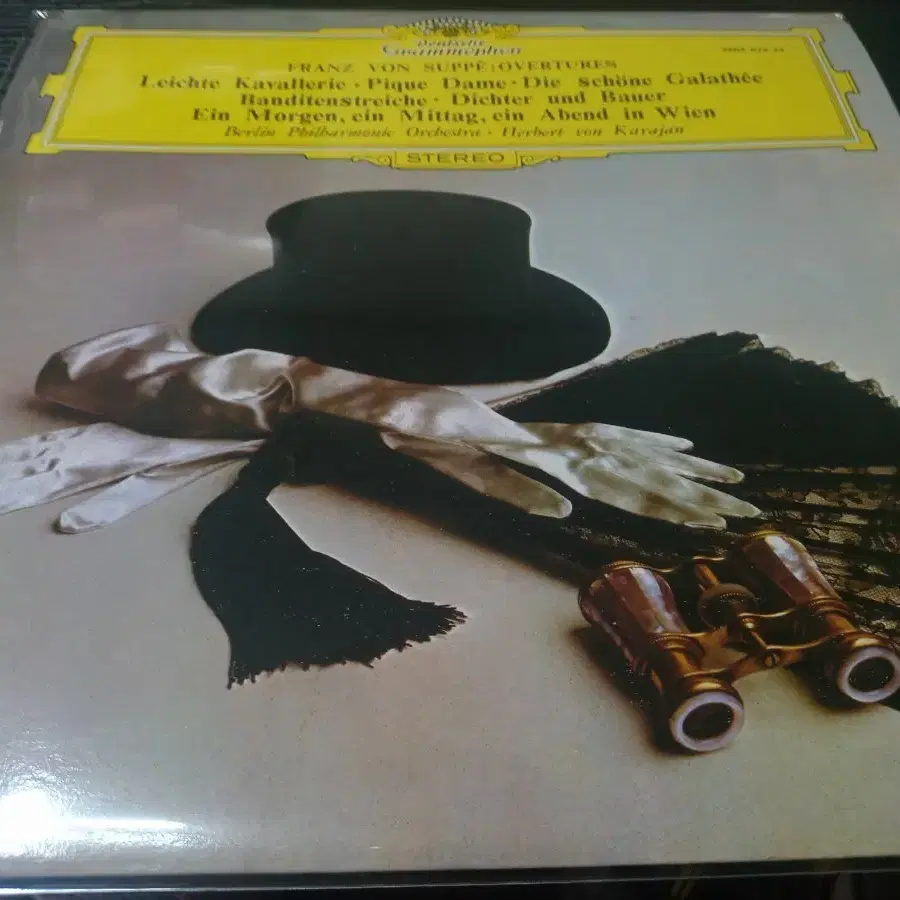 Deutsche
Grammophon
FRANZ VON SUPPÉ: OVERTURES
Leichte Kavallerie · Pique Dame · Die schöne Galathée
Banditenstreiche · Dichter und Bauer
Ein Morgen, ein Mittag, ein Abend in Wien
Berlin Philharmonic Orchestra · Herbert von Karajan
STEREO